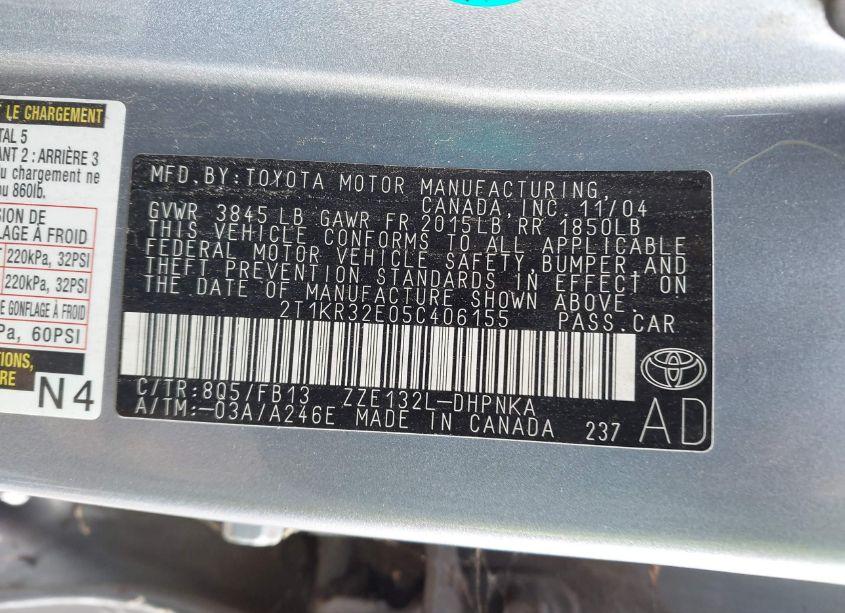 T LE CHARGEMENT
TAL 5
ANT 2 : ARRIÈRE 3
du chargement ne
ou 860lb.
SION DE
LAGE À FROID
220kPa, 32PSI
220kPa, 32PSI
DE GONFLAGE À FROID
Pa, 60PSI
TIONS,
IRE
N4
MFD.BY:TOYOTA MOTOR MANUFACTURING,
CANADA,INC.11/04
GVWR 3845 LB GAWR FR 2015LB RR 1850LB
THIS VEHICLE CONFORMS TO ALL APPLICABLE
FEDERAL MOTOR VEHICLE SAFETY,BUMPER,AND
THEFT PREVENTION STANDARDS IN EFFECT ON
THE DATE OF MANUFACTURE SHOWN ABOVE.
2T1KR32E05C406155 PASS.CAR
C/TR:8Q5/FB13 ZZE132L-DHPNKA
A/TM:-03A/A246E MADE IN CANADA 237
AD